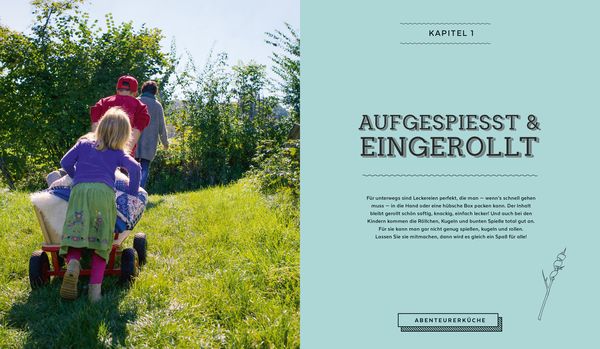 KAPITEL 1
AUFGESPIESST &
EINGEROLLT
Für unterwegs sind Leckereien perfekt, die man – wenn's schnell gehen
muss – in die Hand oder eine hübsche Box packen kann. Der Inhalt
bleibt gerollt schön saftig, knackig, einfach lecker! Und auch bei den
Kindern kommen die Röllchen, Kugeln und bunten Spieße total gut an.
Für sie kann man gar nicht genug spießen, kugeln und rollen.
Lassen Sie sie mitmachen, dann wird es gleich ein Spaß für alle!
ABENTEURERKÜCHE